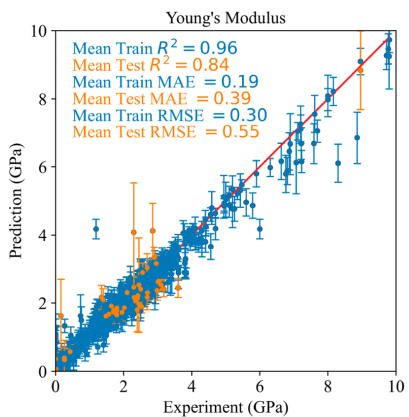 Young's Modulus
Mean Train R² = 0.96
Mean Test R² = 0.84
Mean Train MAE = 0.19
Mean Test MAE = 0.39
Mean Train RMSE = 0.30
Mean Test RMSE = 0.55
10
8
6
4
2
0
Prediction (GPa)
0 2 4 6 8 10
Experiment (GPa)